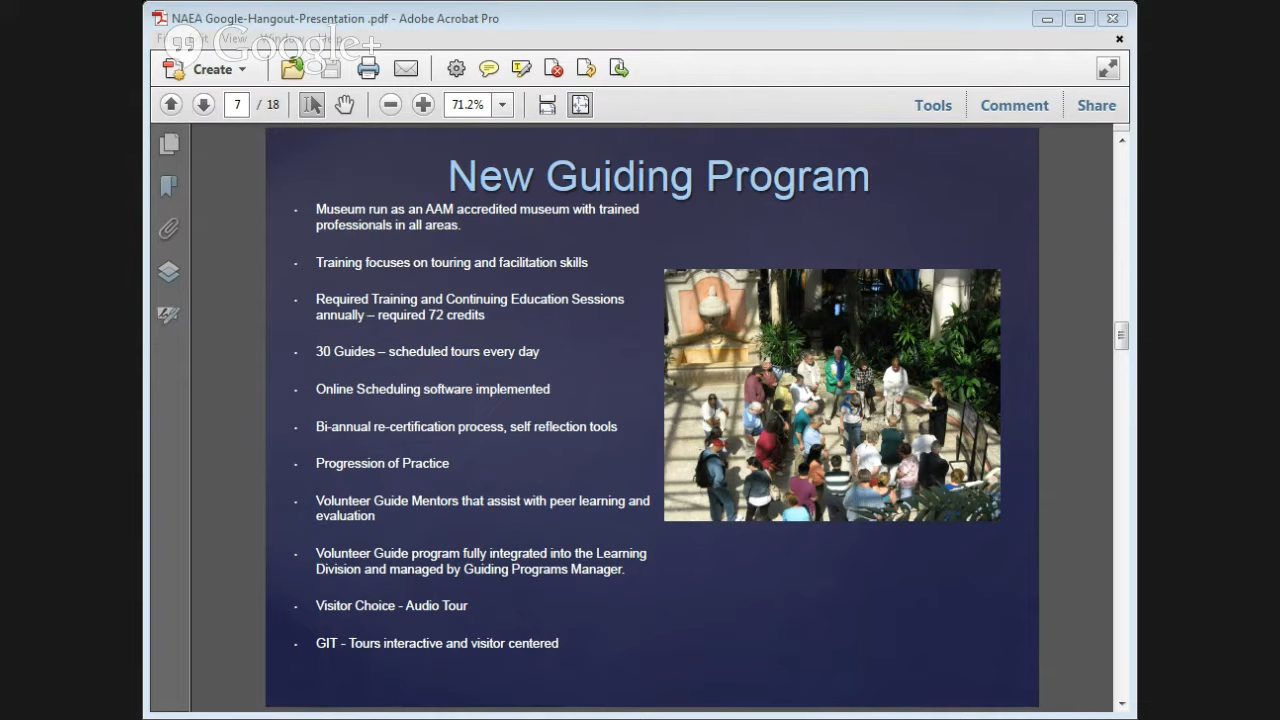 NAEA Google-Hangout-Presentation .pdf - Adobe Acrobat Pro
View Window Help
Google+
Create
7 / 18
71.2%
Tools
Comment
Share
New Guiding Program
Museum run as an AAM accredited museum with trained
professionals in all areas.
Training focuses on touring and facilitation skills
Required Training and Continuing Education Sessions
annually – required 72 credits
30 Guides – scheduled tours every day
Online Scheduling software implemented
Bi-annual re-certification process, self reflection tools
Progression of Practice
Volunteer Guide Mentors that assist with peer learning and
evaluation
Volunteer Guide program fully integrated into the Learning
Division and managed by Guiding Programs Manager.
Visitor Choice - Audio Tour
GIT - Tours interactive and visitor centered